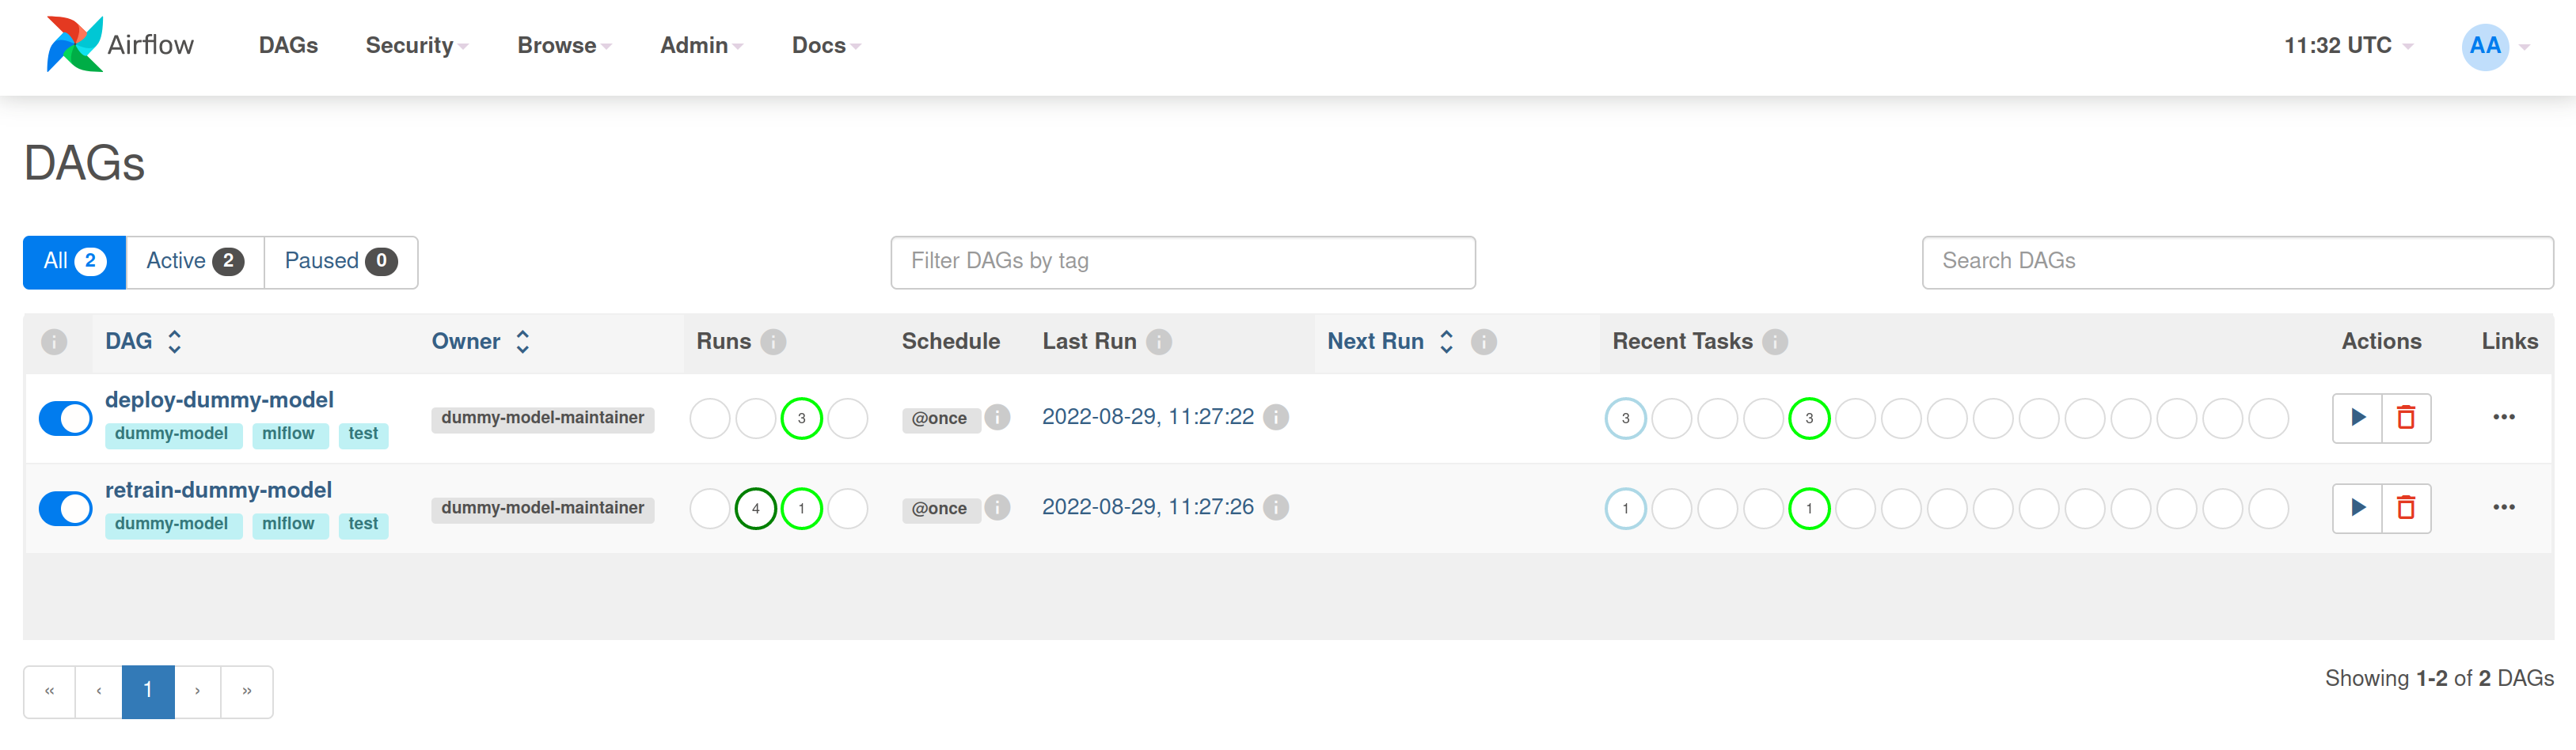 Airflow DAGs Security Browse Admin Docs 11:32 UTC AA
DAGs
All 2 Active 2 Paused 0 Filter DAGs by tag Search DAGs
i DAG Owner Runs i Schedule Last Run i Next Run i Recent Tasks i Actions Links
deploy-dummy-model dummy-model-maintainer 3 @once i 2022-08-29, 11:27:22 i 3 3 •••
dummy-model mlflow test
retrain-dummy-model dummy-model-maintainer 4 1 @once i 2022-08-29, 11:27:26 i 1 1 •••
dummy-model mlflow test
« ‹ 1 › » Showing 1-2 of 2 DAGs